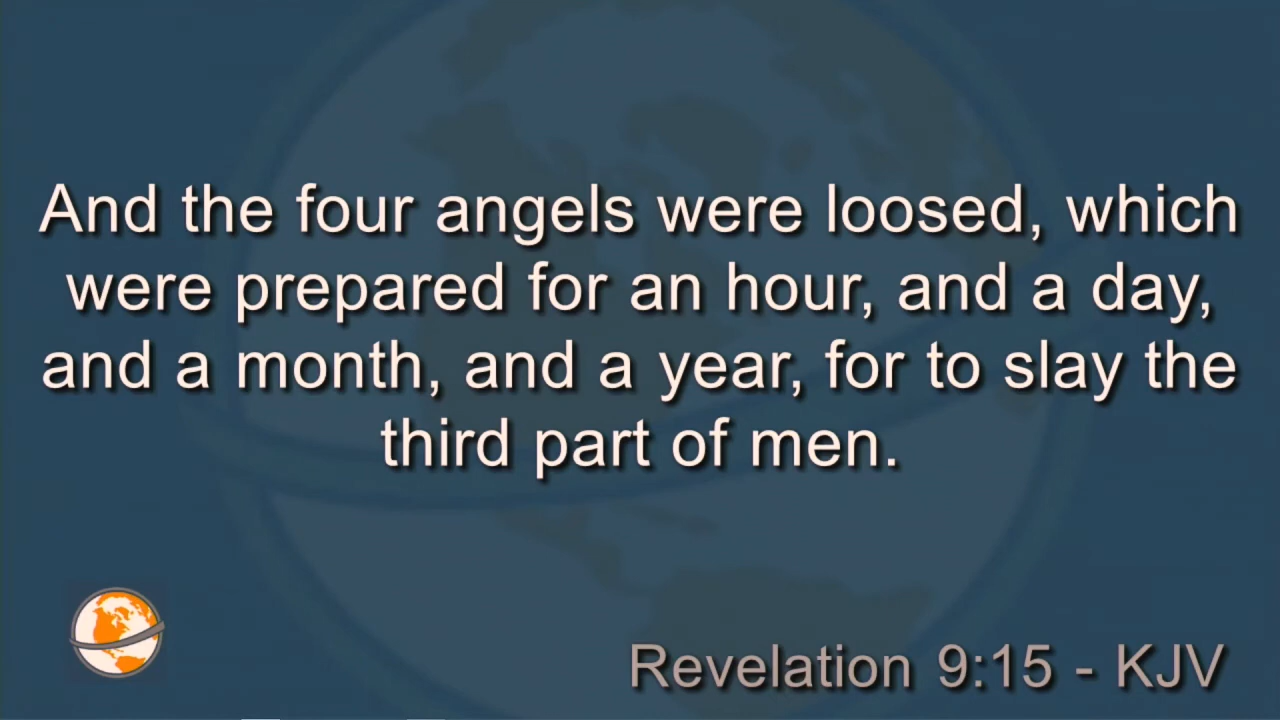 And the four angels were loosed, which
were prepared for an hour, and a day,
and a month, and a year, for to slay the
third part of men.
Revelation 9:15 - KJV